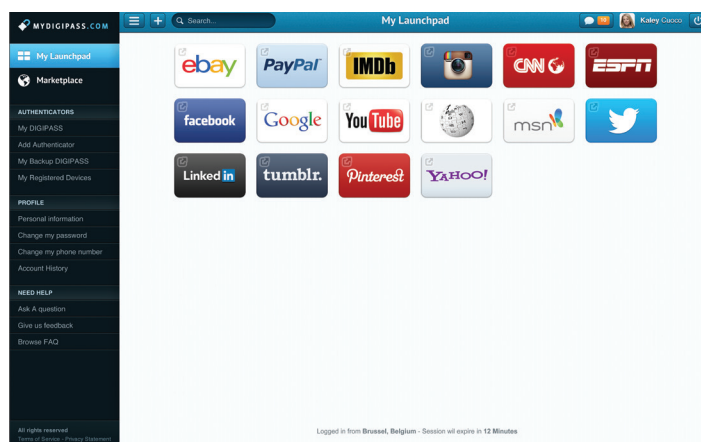 MYDIGIPASS.COM
My Launchpad
Marketplace
AUTHENTICATORS
My DIGIPASS
Add Authenticator
My Backup DIGIPASS
My Registered Devices
PROFILE
Personal information
Change my password
Change my phone number
Account History
NEED HELP
Ask A question
Give us feedback
Browse FAQ
All rights reserved
Terms of Service - Privacy Statement
Search...
My Launchpad
Kaley Cuoco
ebay PayPal IMDb CNN ESPN
facebook Google YouTube msn
Linked in tumblr. Pinterest YAHOO!
Logged in from Brussel, Belgium - Session wil expire in 12 Minutes